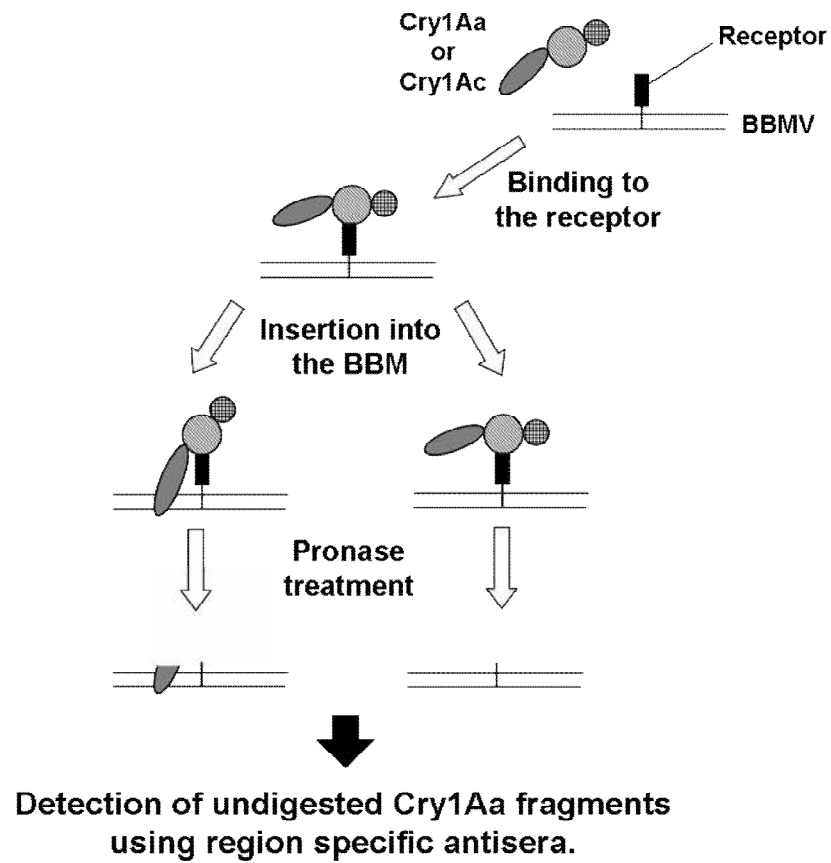 Cry1Aa
or
Cry1Ac
Receptor
BBMV
Binding to
the receptor
Insertion into
the BBM
Pronase
treatment
Detection of undigested Cry1Aa fragments
using region specific antisera.